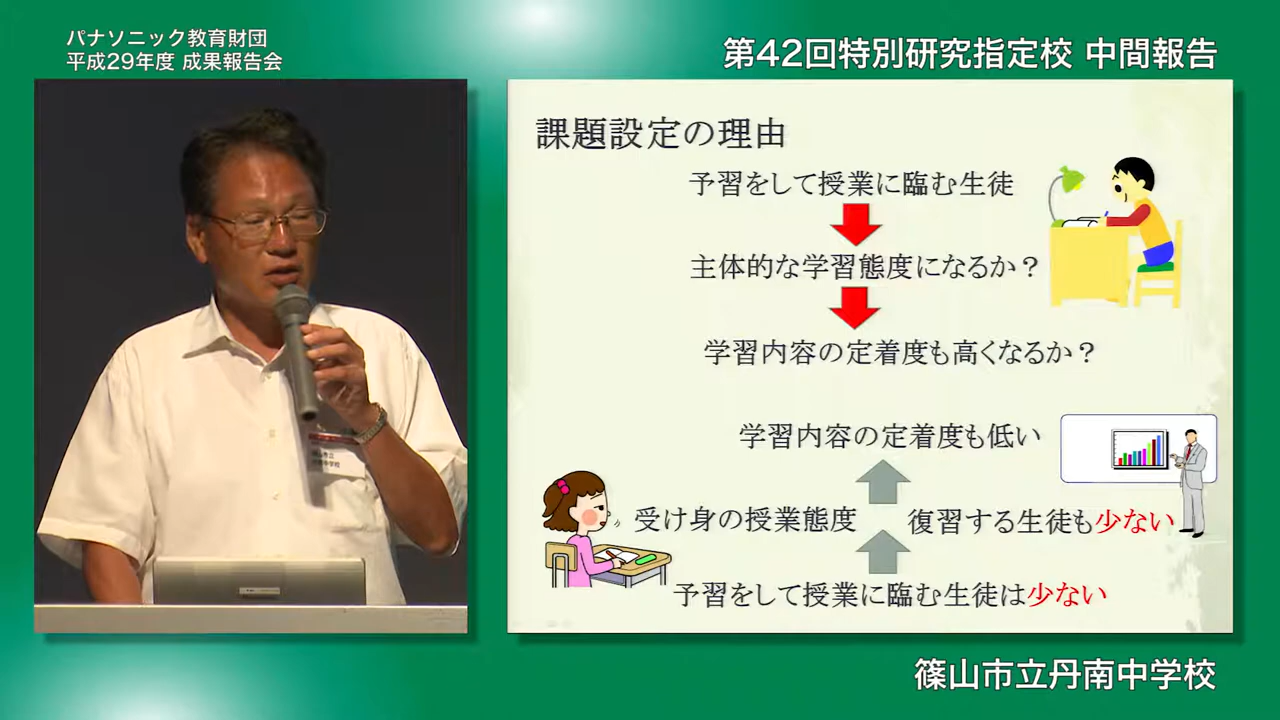 パナソニック教育財団
平成29年度 成果報告会
第42回特別研究指定校 中間報告
課題設定の理由
予習をして授業に臨む生徒
主体的な学習態度になるか？
学習内容の定着度も高くなるか？
学習内容の定着度も低い
受け身の授業態度 復習する生徒も少ない
予習をして授業に臨む生徒は少ない
篠山市立丹南中学校